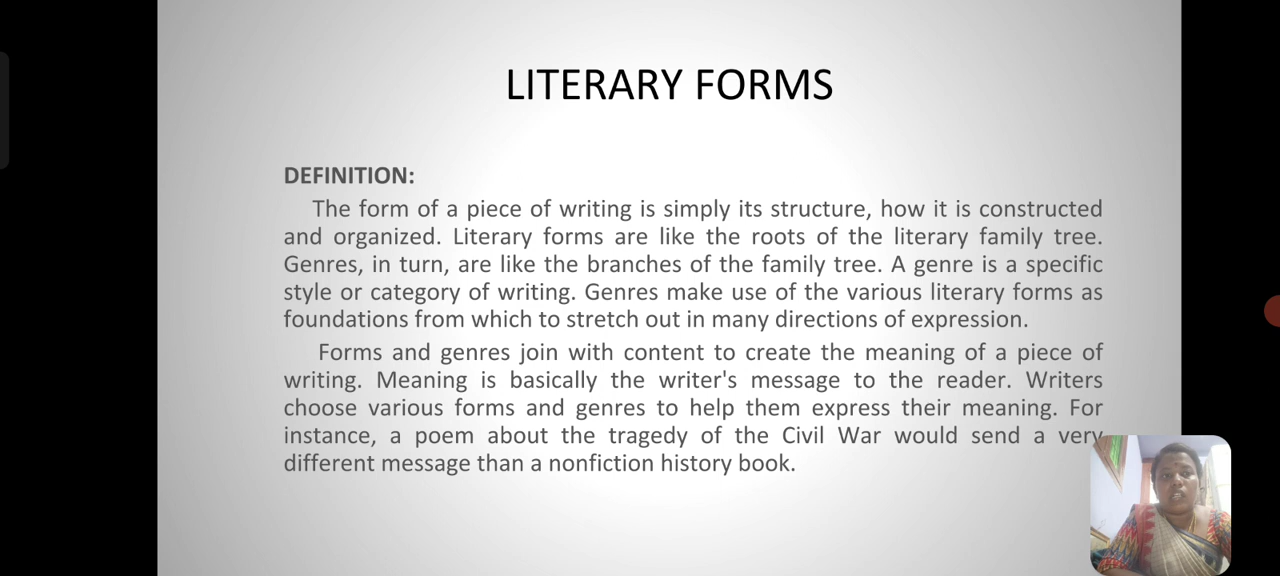 LITERARY FORMS
DEFINITION:
The form of a piece of writing is simply its structure, how it is constructed
and organized. Literary forms are like the roots of the literary family tree.
Genres, in turn, are like the branches of the family tree. A genre is a specific
style or category of writing. Genres make use of the various literary forms as
foundations from which to stretch out in many directions of expression.
Forms and genres join with content to create the meaning of a piece of
writing. Meaning is basically the writer's message to the reader. Writers
choose various forms and genres to help them express their meaning. For
instance, a poem about the tragedy of the Civil War would send a very
different message than a nonfiction history book.